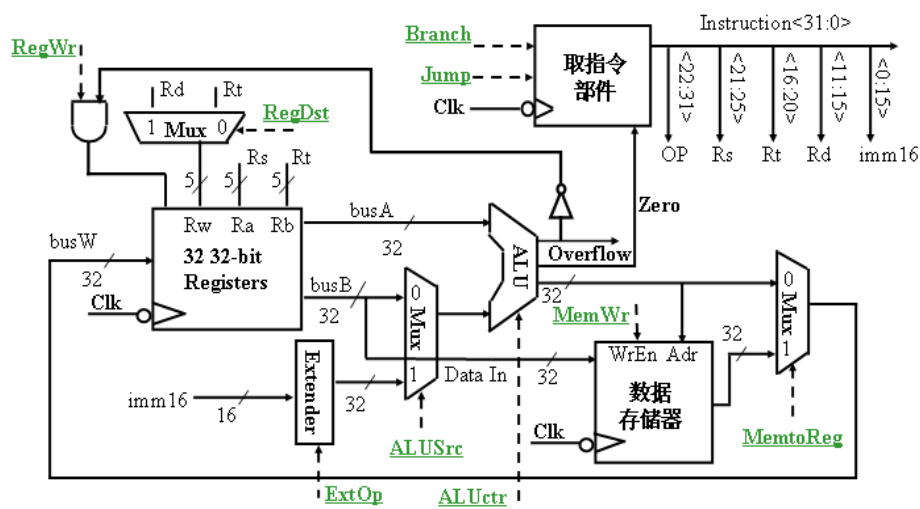 Instruction<31:0>
RegWr
Branch
取指令
部件
<22:31>
<21:25>
<16:20>
<11:15>
<0:15>
Jump
Rd
Rt
RegDst
Clk
1 Mux 0
OP
Rs
Rt
Rd
imm16
Rs
Rt
5
5
5
Zero
Rw
Ra
Rb
busA
busW
32
Overflow
32 32-bit
Registers
ALU
32
busB
0
32
0
Clk
32
Mux
MemWr
Mux
32
WrEn Adr
1
Extender
1
Data In
32
数据
存储器
imm16
32
16
Clk
ALUSrc
MemtoReg
ExtOp
ALUctr